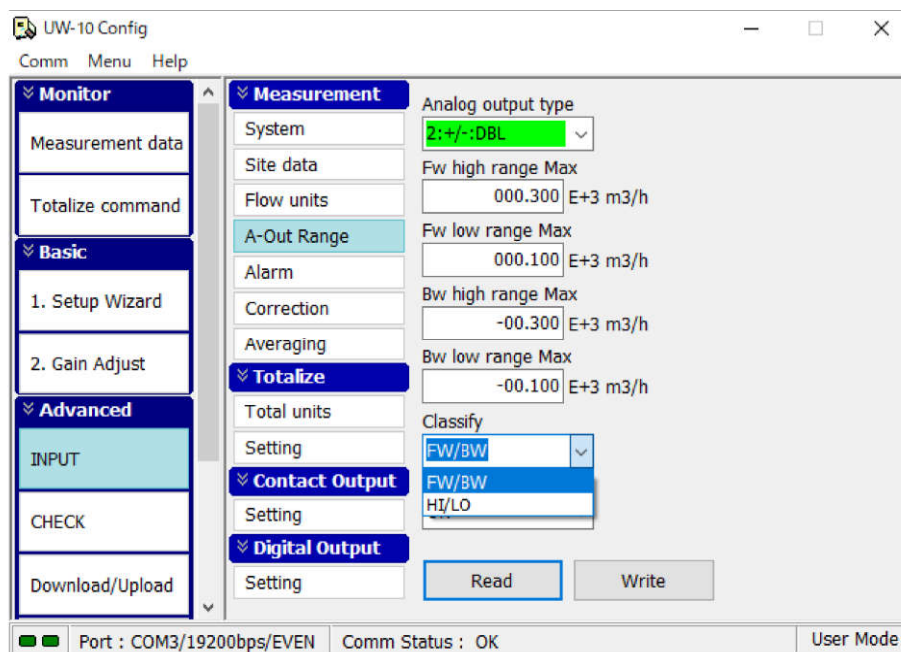 UW-10 Config
Comm Menu Help
Monitor
Measurement data
Totalize command
Basic
1. Setup Wizard
2. Gain Adjust
Advanced
INPUT
CHECK
Download/Upload
Measurement
System
Site data
Flow units
A-Out Range
Alarm
Correction
Averaging
Totalize
Total units
Setting
Contact Output
Setting
Digital Output
Setting
Analog output type
2:+/-:DBL
Fw high range Max
000.300 E+3 m3/h
Fw low range Max
000.100 E+3 m3/h
Bw high range Max
-00.300 E+3 m3/h
Bw low range Max
-00.100 E+3 m3/h
Classify
FW/BW
FW/BW
HI/LO
Read Write
Port : COM3/19200bps/EVEN Comm Status : OK User Mode